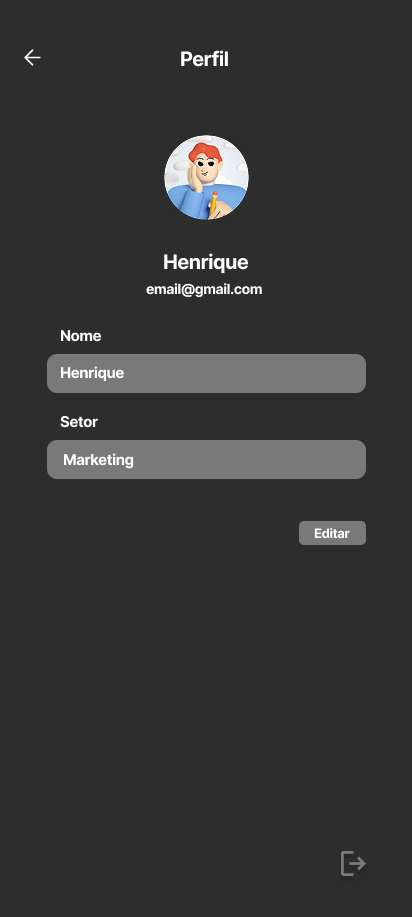 Perfil
Henrique
email@gmail.com
Nome
Henrique
Setor
Marketing
Editar